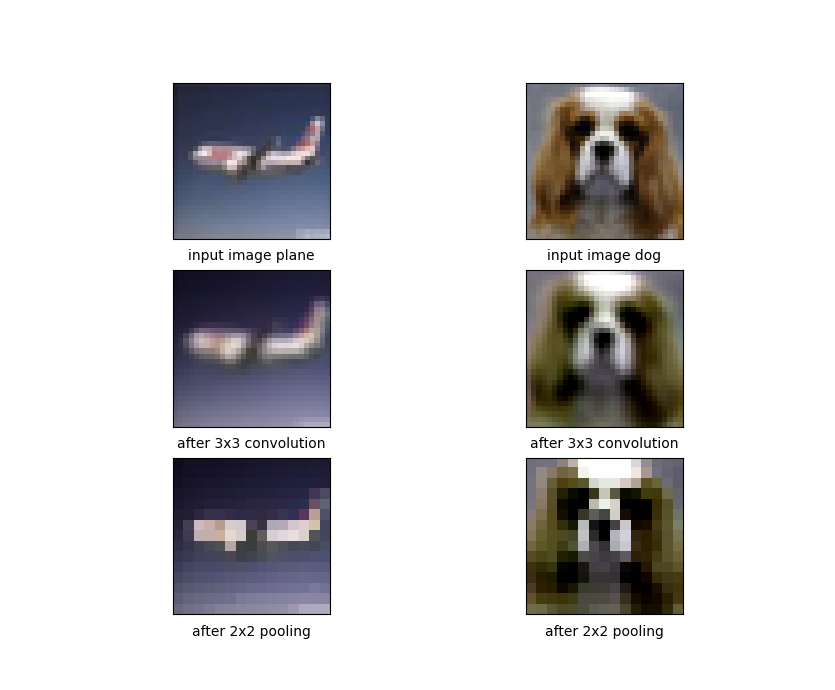 input image plane
input image dog
after 3x3 convolution
after 3x3 convolution
after 2x2 pooling
after 2x2 pooling